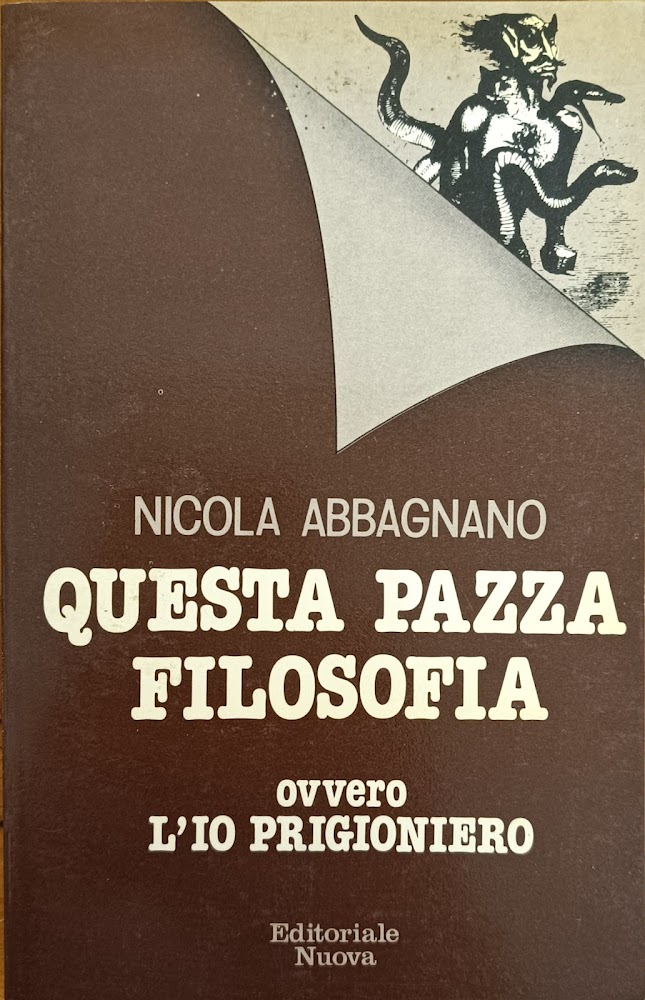 NICOLA ABBAGNANO
QUESTA PAZZA
FILOSOFIA
ovvero
L'IO PRIGIONIERO
Editoriale
Nuova